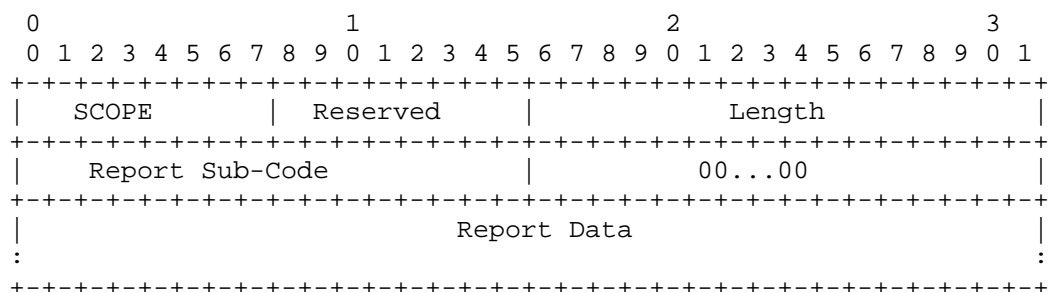 0                   1                   2                   3
 0 1 2 3 4 5 6 7 8 9 0 1 2 3 4 5 6 7 8 9 0 1 2 3 4 5 6 7 8 9 0 1
+-+-+-+-+-+-+-+-+-+-+-+-+-+-+-+-+-+-+-+-+-+-+-+-+-+-+-+-+-+-+-+-+
|   SCOPE       |  Reserved     |            Length             |
+-+-+-+-+-+-+-+-+-+-+-+-+-+-+-+-+-+-+-+-+-+-+-+-+-+-+-+-+-+-+-+-+
|    Report Sub-Code            |          00...00              |
+-+-+-+-+-+-+-+-+-+-+-+-+-+-+-+-+-+-+-+-+-+-+-+-+-+-+-+-+-+-+-+-+
|                           Report Data                         |
:                                                               :
+-+-+-+-+-+-+-+-+-+-+-+-+-+-+-+-+-+-+-+-+-+-+-+-+-+-+-+-+-+-+-+-+